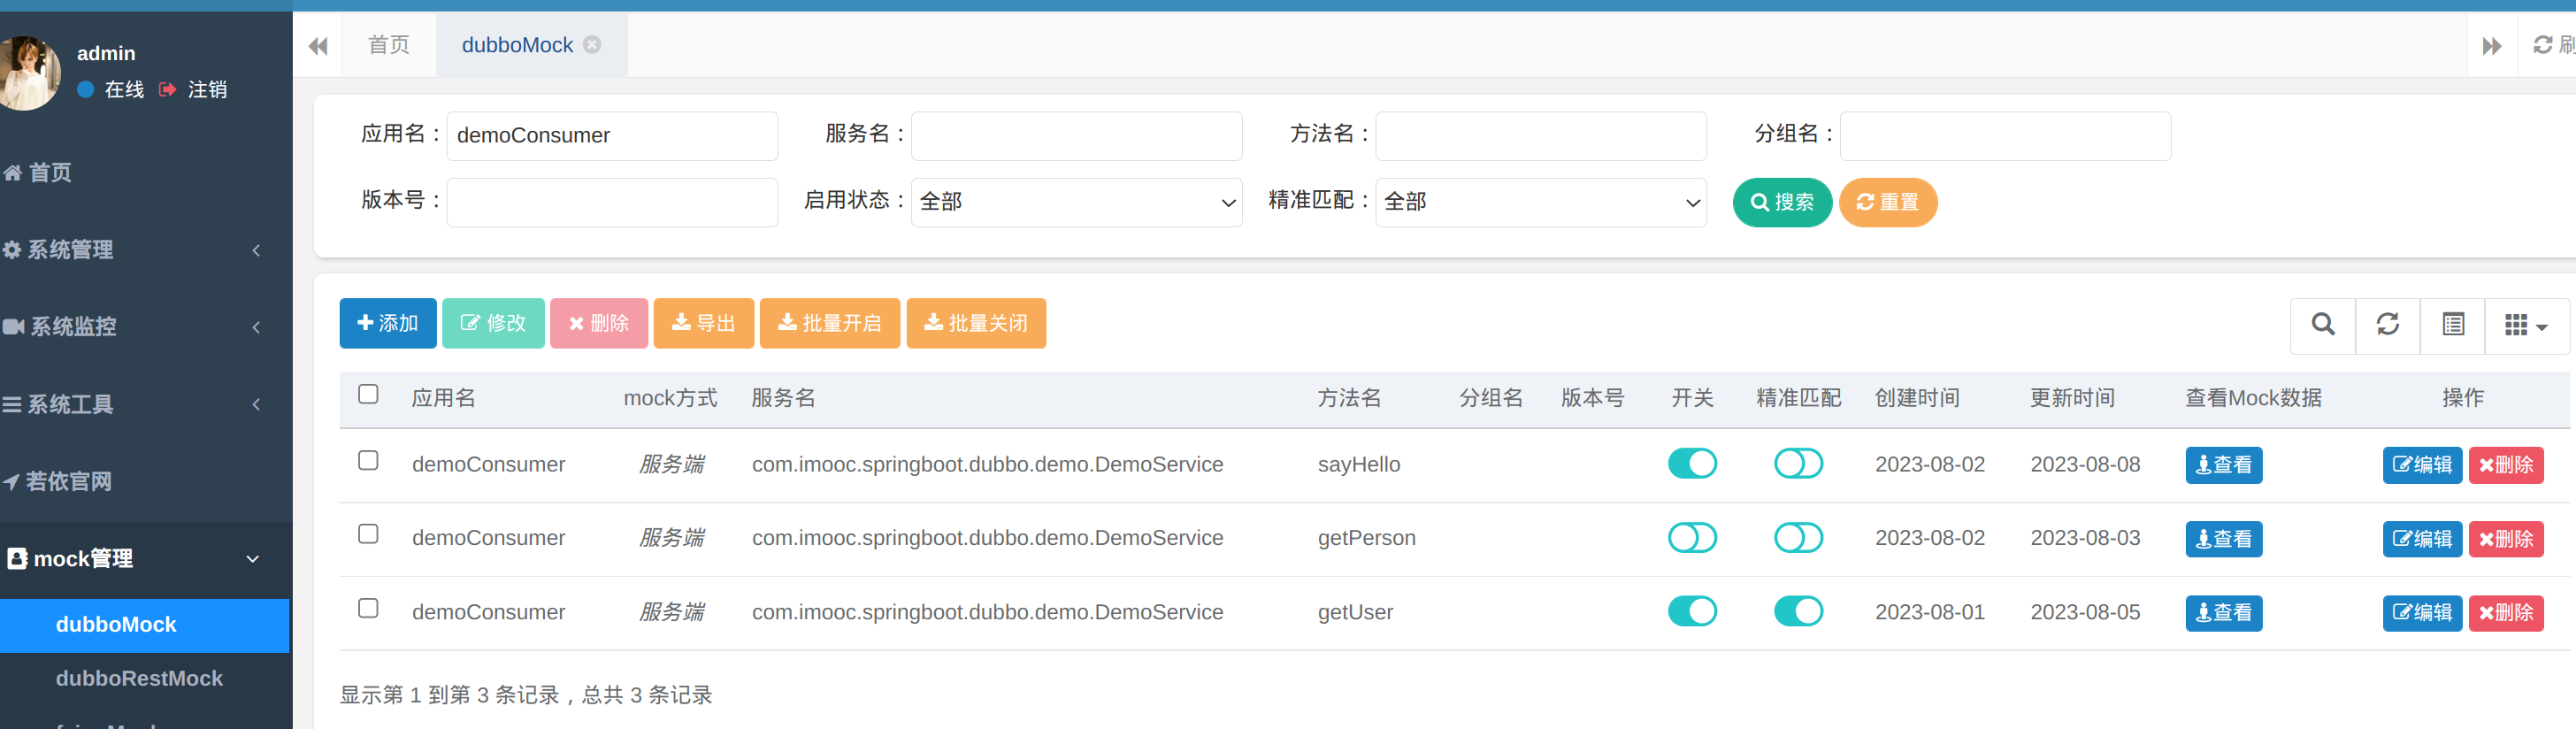 admin
在线 注销
首页
系统管理
系统监控
系统工具
若依官网
mock管理
dubboMock
dubboRestMock
首页 dubboMock
应用名： demoConsumer 服务名： 方法名： 分组名：
版本号： 启用状态： 全部 精准匹配： 全部 搜索 重置
添加 修改 删除 导出 批量开启 批量关闭
应用名 mock方式 服务名 方法名 分组名 版本号 开关 精准匹配 创建时间 更新时间 查看Mock数据 操作
demoConsumer 服务端 com.imooc.springboot.dubbo.demo.DemoService sayHello 2023-08-02 2023-08-08 查看 编辑 删除
demoConsumer 服务端 com.imooc.springboot.dubbo.demo.DemoService getPerson 2023-08-02 2023-08-03 查看 编辑 删除
demoConsumer 服务端 com.imooc.springboot.dubbo.demo.DemoService getUser 2023-08-01 2023-08-05 查看 编辑 删除
显示第 1 到第 3 条记录，总共 3 条记录